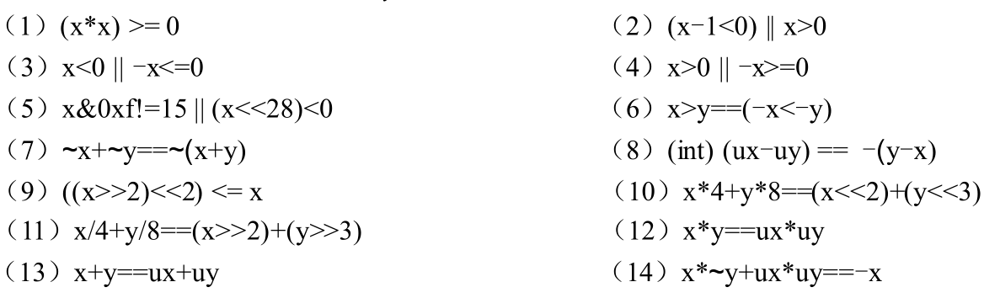 （1）(x*x) >= 0
（2）(x-1<0) || x>0
（3）x<0 || -x<=0
（4）x>0 || -x>=0
（5）x&0xf!=15 || (x<<28)<0
（6）x>y==(-x<-y)
（7）~x+~y==~(x+y)
（8）(int) (ux-uy) == -(y-x)
（9）((x>>2)<<2) <= x
（10）x*4+y*8==(x<<2)+(y<<3)
（11）x/4+y/8==(x>>2)+(y>>3)
（12）x*y==ux*uy
（13）x+y==ux+uy
（14）x*~y+ux*uy==-x